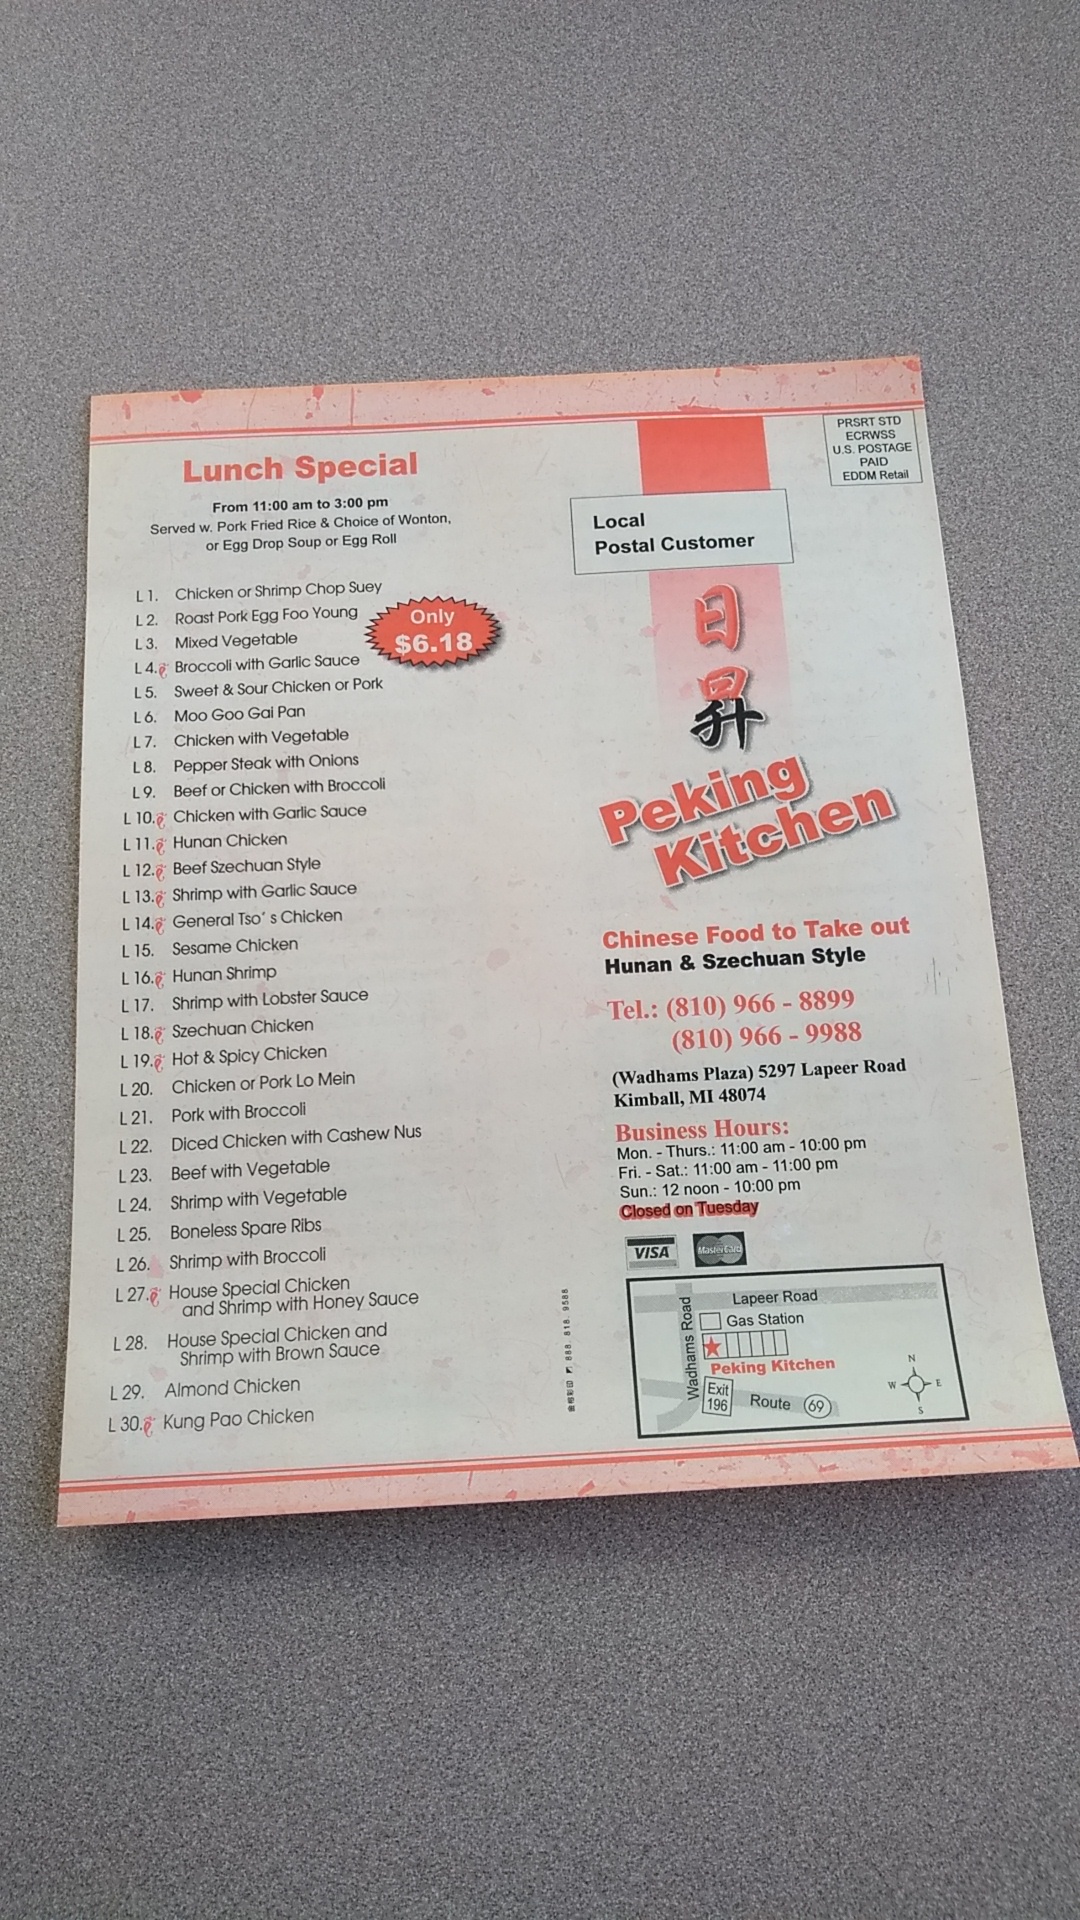 Lunch Special
From 11:00 am to 3:00 pm
Served w. Pork Fried Rice & Choice of Wonton,
or Egg Drop Soup or Egg Roll
L 1. Chicken or Shrimp Chop Suey
L 2. Roast Pork Egg Foo Young
L 3. Mixed Vegetable
L 4. Broccoli with Garlic Sauce
L 5. Sweet & Sour Chicken or Pork
L 6. Moo Goo Gai Pan
L 7. Chicken with Vegetable
L 8. Pepper Steak with Onions
L 9. Beef or Chicken with Broccoli
L 10. Chicken with Garlic Sauce
L 11. Hunan Chicken
L 12. Beef Szechuan Style
L 13. Shrimp with Garlic Sauce
L 14. General Tso' s Chicken
L 15. Sesame Chicken
L 16. Hunan Shrimp
L 17. Shrimp with Lobster Sauce
L 18. Szechuan Chicken
L 19. Hot & Spicy Chicken
L 20. Chicken or Pork Lo Mein
L 21. Pork with Broccoli
L 22. Diced Chicken with Cashew Nus
L 23. Beef with Vegetable
L 24. Shrimp with Vegetable
L 25. Boneless Spare Ribs
L 26. Shrimp with Broccoli
L 27. House Special Chicken
and Shrimp with Honey Sauce
L 28. House Special Chicken and
Shrimp with Brown Sauce
L 29. Almond Chicken
L 30. Kung Pao Chicken
Only
$6.18
PRSRT STD
ECRWSS
U.S. POSTAGE
PAID
EDDM Retail
Local
Postal Customer
日
昇
Peking
Kitchen
Chinese Food to Take out
Hunan & Szechuan Style
Tel.: (810) 966 - 8899
(810) 966 - 9988
(Wadhams Plaza) 5297 Lapeer Road
Kimball, MI 48074
Business Hours:
Mon. - Thurs.: 11:00 am - 10:00 pm
Fri. - Sat.: 11:00 am - 11:00 pm
Sun.: 12 noon - 10:00 pm
Closed on Tuesday
VISA
MasterCard
Lapeer Road
Wadhams Road
Gas Station
Peking Kitchen
Exit
196
Route 69
N
W E
S
888. 818. 9588